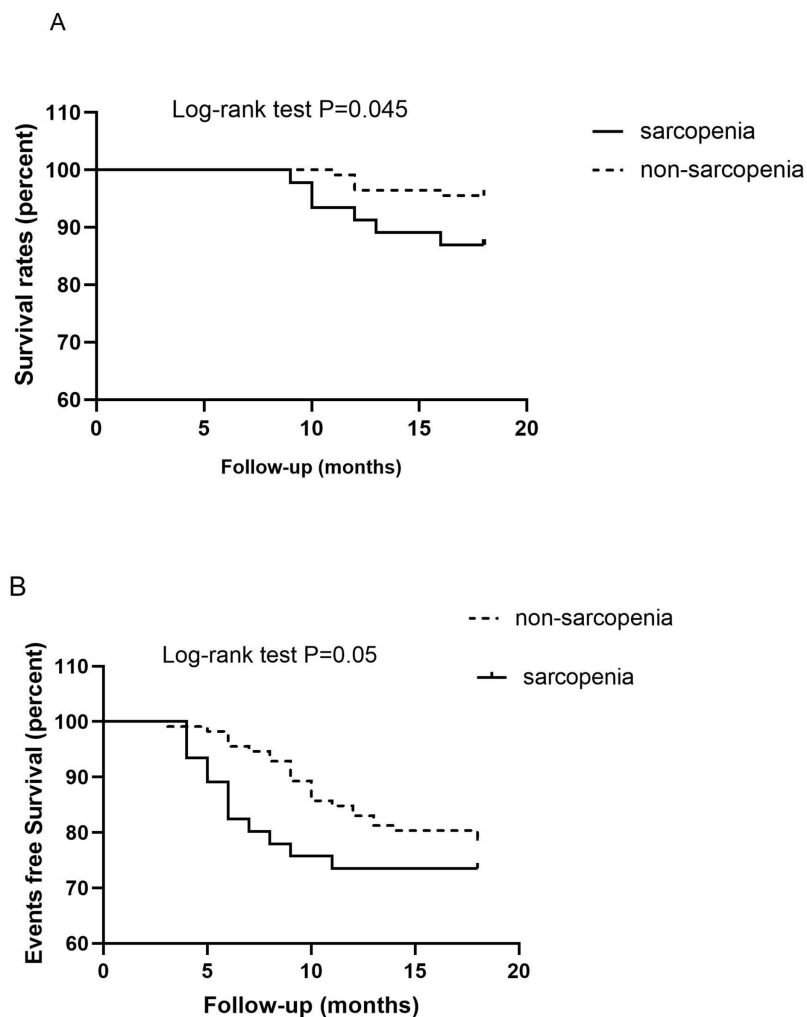 A
Log-rank test P=0.045
sarcopenia
non-sarcopenia
Survival rates (percent)
110
100
90
80
70
60
0
5
10
15
20
Follow-up (months)
B
non-sarcopenia
Log-rank test P=0.05
sarcopenia
Events free Survival (percent)
110
100
90
80
70
60
0
5
10
15
20
Follow-up (months)